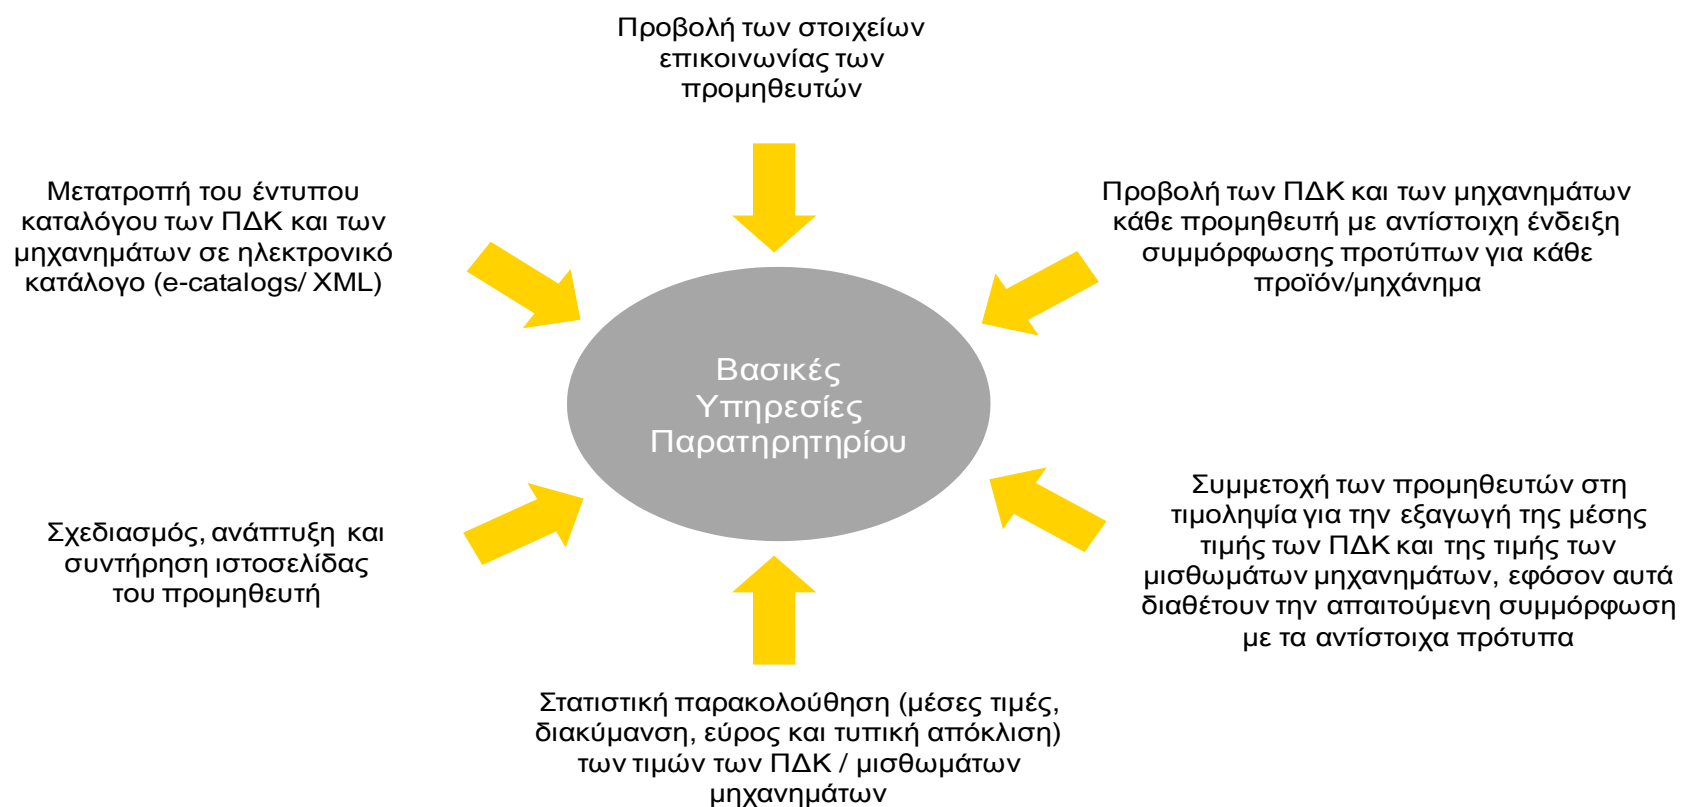 Προβολή των στοιχείων
επικοινωνίας των
προμηθευτών
Μετατροπή του έντυπου
καταλόγου των ΠΔΚ και των
μηχανημάτων σε ηλεκτρονικό
κατάλογο (e-catalogs/ XML)
Προβολή των ΠΔΚ και των μηχανημάτων
κάθε προμηθευτή με αντίστοιχη ένδειξη
συμμόρφωσης προτύπων για κάθε
προϊόν/μηχάνημα
Βασικές
Υπηρεσίες
Παρατηρητηρίου
Σχεδιασμός, ανάπτυξη και
συντήρηση ιστοσελίδας
του προμηθευτή
Συμμετοχή των προμηθευτών στη
τιμοληψία για την εξαγωγή της μέσης
τιμής των ΠΔΚ και της τιμής των
μισθωμάτων μηχανημάτων, εφόσον αυτά
διαθέτουν την απαιτούμενη συμμόρφωση
με τα αντίστοιχα πρότυπα
Στατιστική παρακολούθηση (μέσες τιμές,
διακύμανση, εύρος και τυπική απόκλιση)
των τιμών των ΠΔΚ / μισθωμάτων
μηχανημάτων